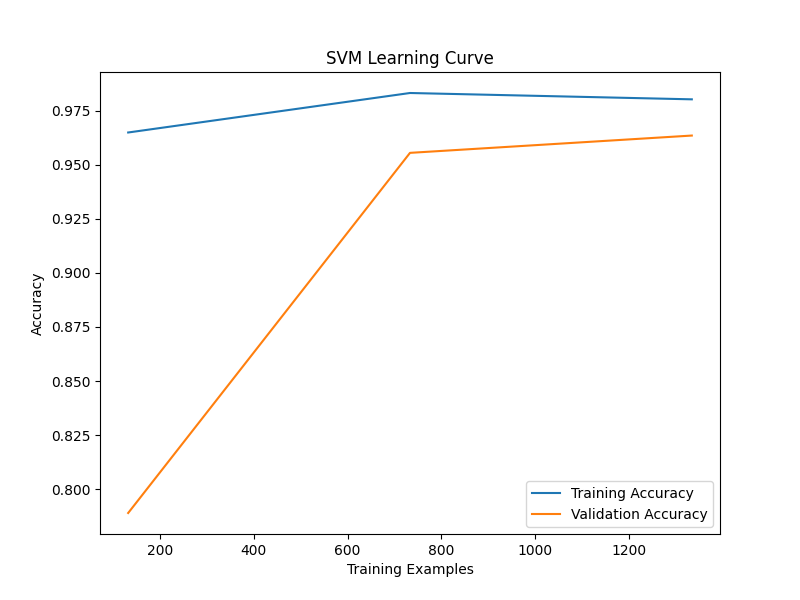 SVM Learning Curve
Accuracy
0.975
0.950
0.925
0.900
0.875
0.850
0.825
0.800
200 400 600 800 1000 1200
Training Examples
Training Accuracy
Validation Accuracy